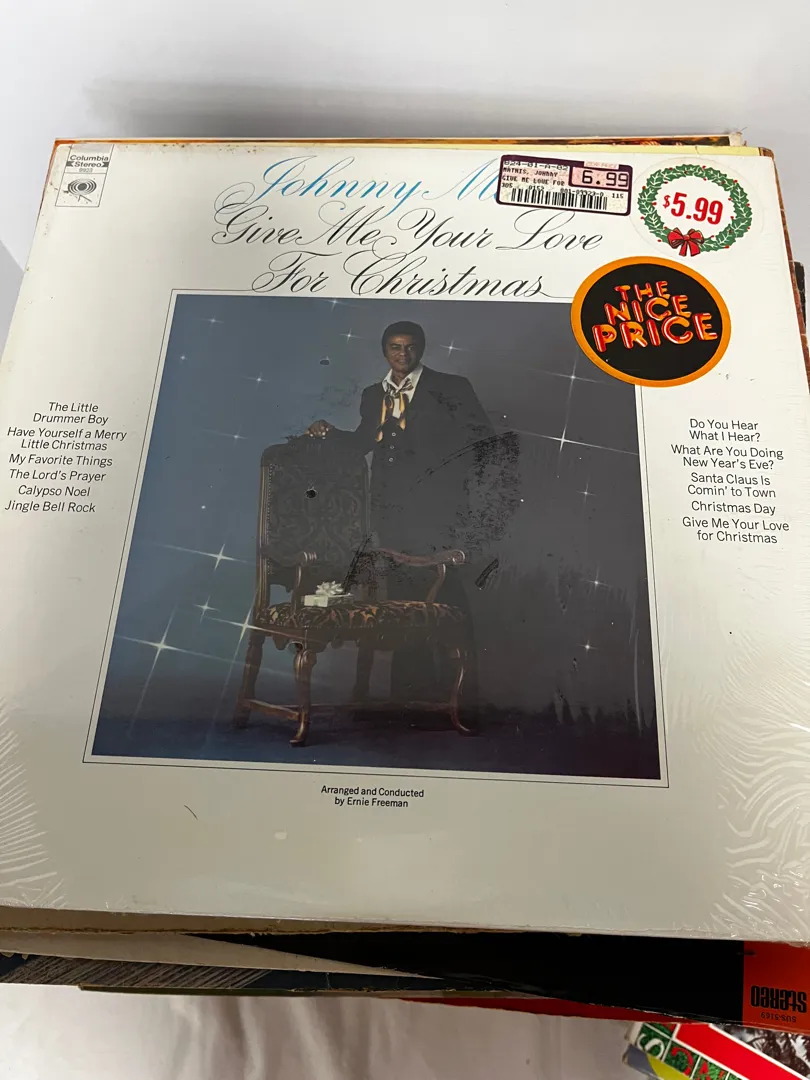 Columbia
Stereo
9923
Johnny M
Give Me Your Love
For Christmas
MATHIS, JOHNNY
GIVE ME LOVE FOR
6.99
$5.99
THE
NICE
PRICE
The Little
Drummer Boy
Have Yourself a Merry
Little Christmas
My Favorite Things
The Lord's Prayer
Calypso Noel
Jingle Bell Rock
Do You Hear
What I Hear?
What Are You Doing
New Year's Eve?
Santa Claus Is
Comin' to Town
Christmas Day
Give Me Your Love
for Christmas
Arranged and Conducted
by Ernie Freeman
STEREO